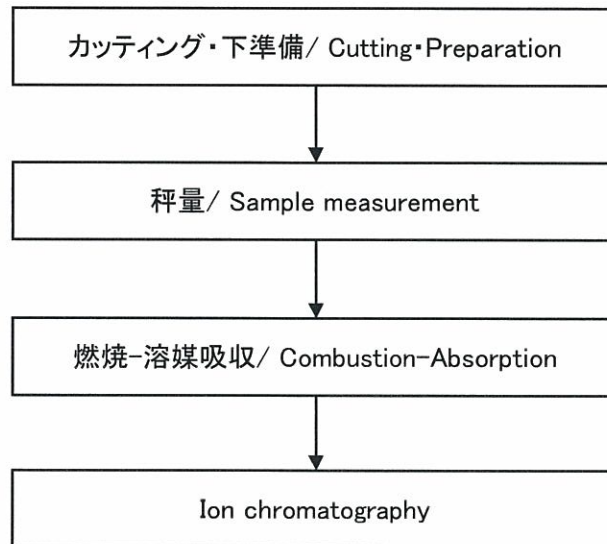 カッティング・下準備/ Cutting・Preparation
秤量/ Sample measurement
燃焼-溶媒吸収/ Combustion-Absorption
Ion chromatography